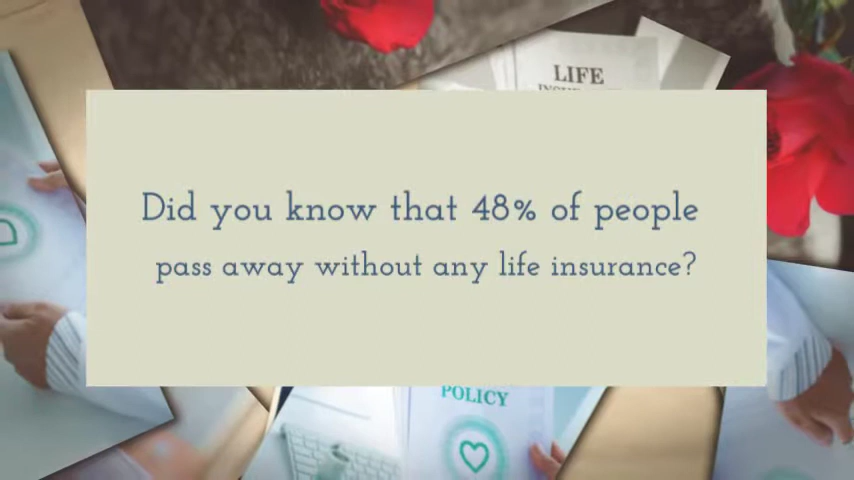 LIFE
Did you know that 48% of people
pass away without any life insurance?
POLICY